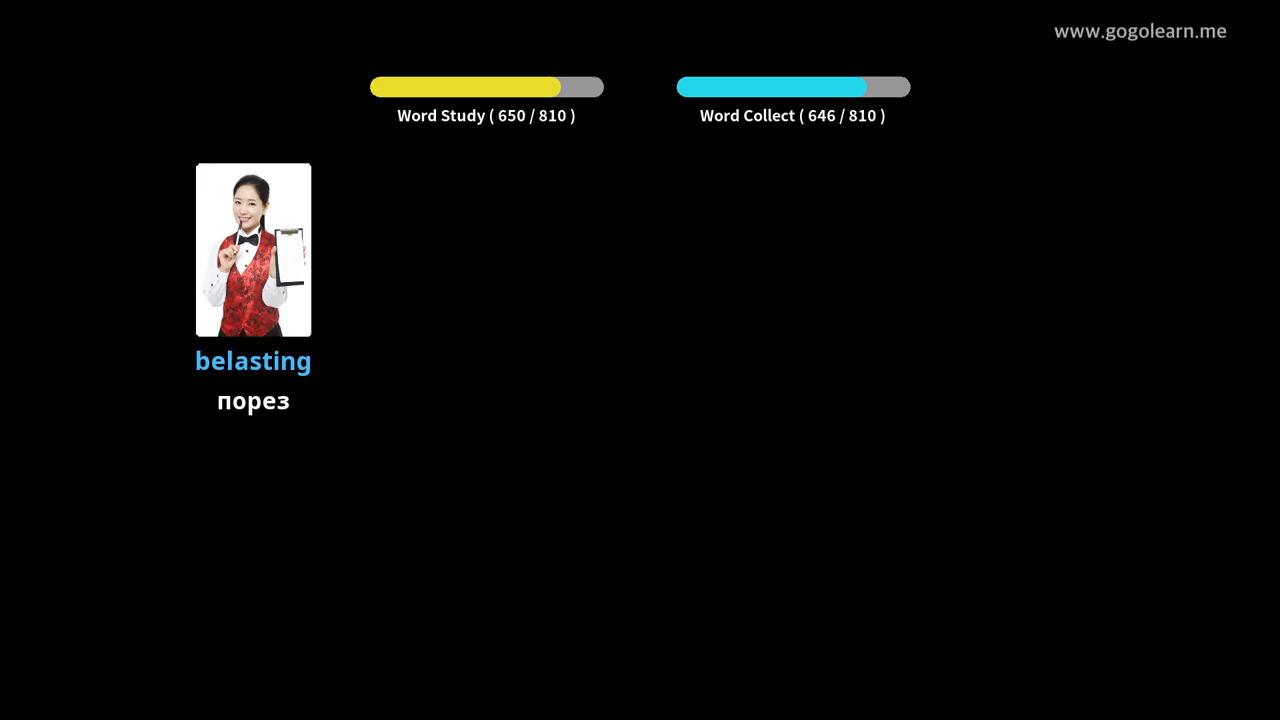 www.gogolearn.me
Word Study ( 650 / 810 )
Word Collect ( 646 / 810 )
belasting
порез